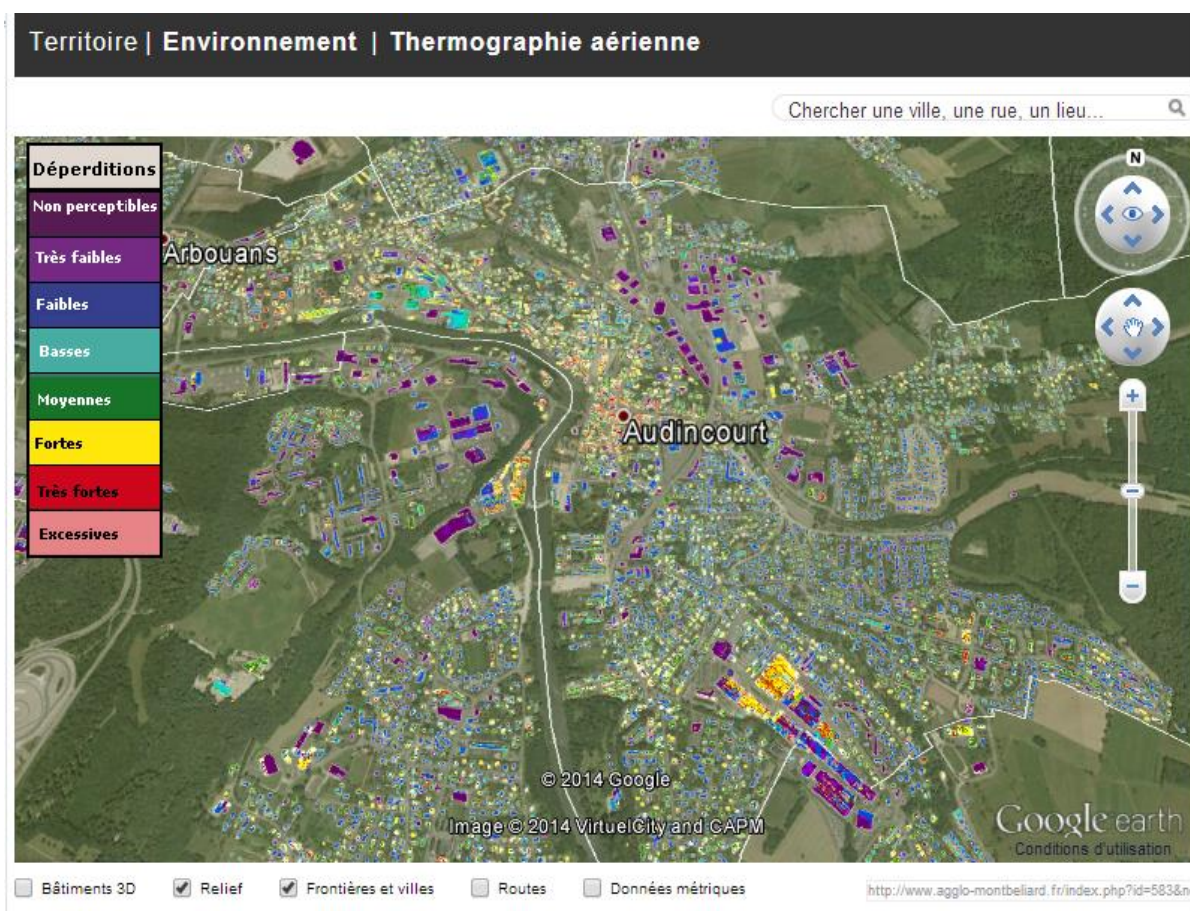 Territoire | Environnement | Thermographie aérienne
Chercher une ville, une rue, un lieu...
N
Déperditions
Non perceptibles
Très faibles
Faibles
Basses
Moyennes
Fortes
Très fortes
Excessives
Arbouans
Audincourt
+
-
© 2014 Google
Image © 2014 VirtuelCity and CAPM
Google earth
Conditions d'utilisation
Bâtiments 3D
Relief
Frontières et villes
Routes
Données métriques
http://www.agglo-montbeliard.fr/index.php?id=583&n